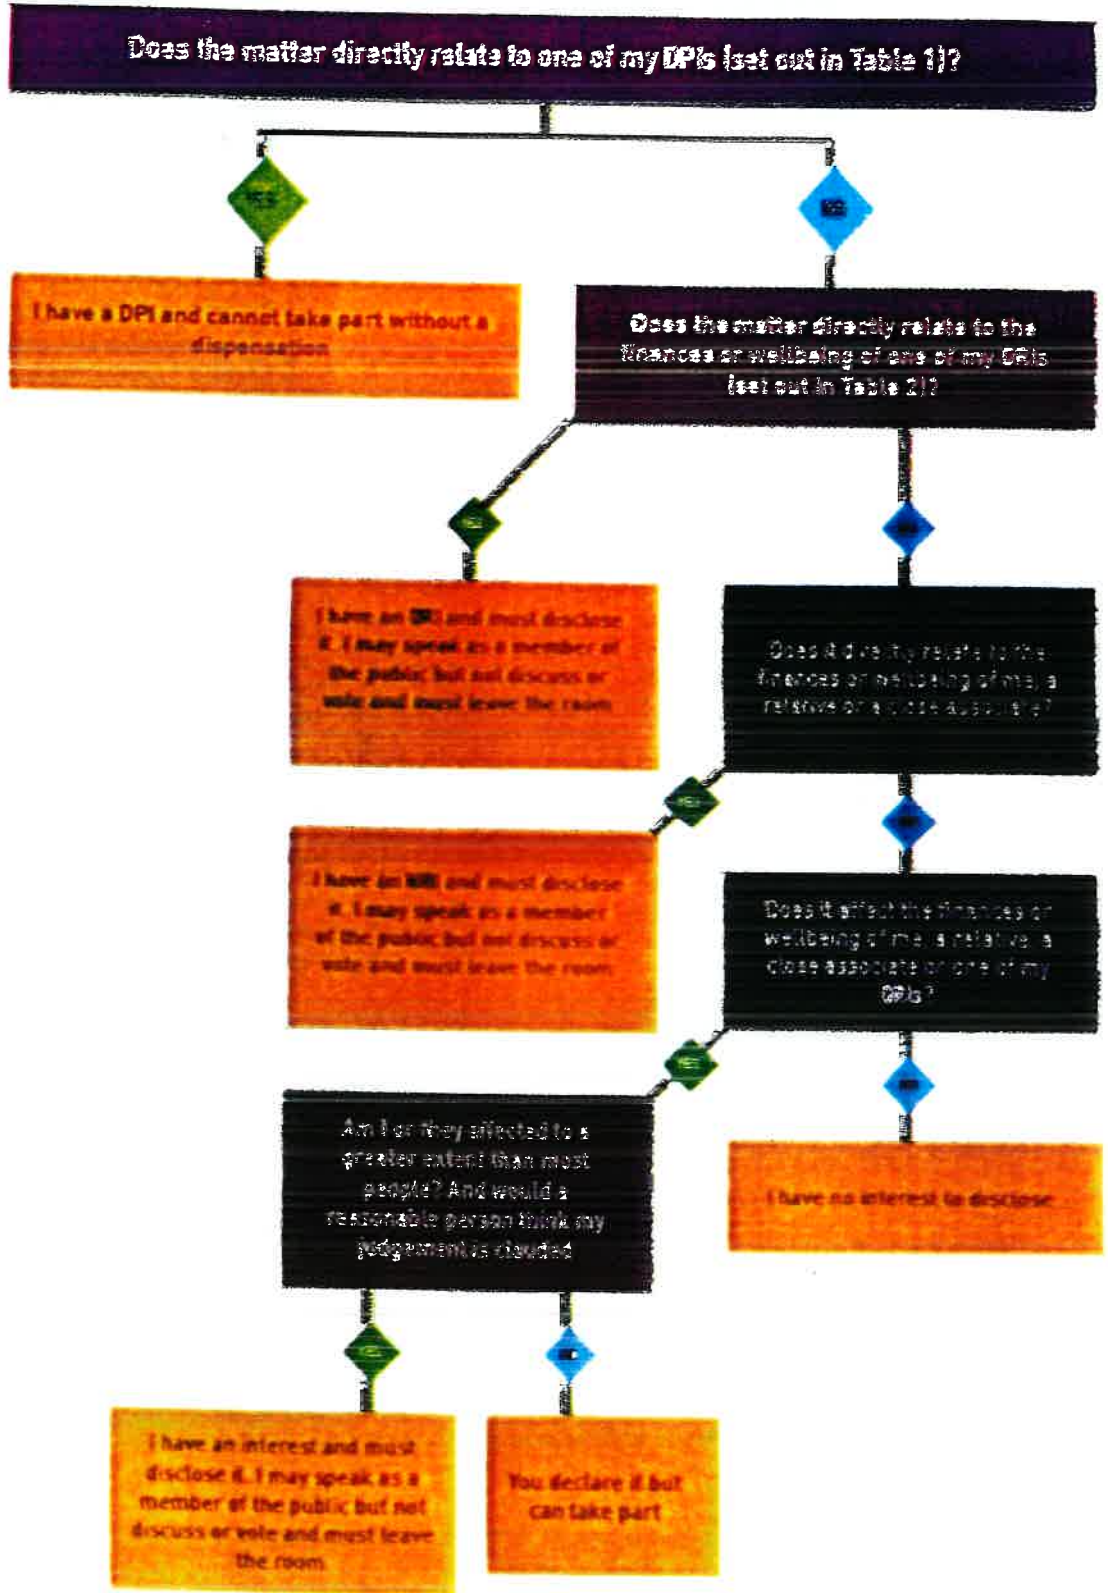 Does the matter directly relate to one of my DPIs (set out in Table 1)?
YES
NO
I have a DPI and cannot take part without a
dispensation
Does the matter directly relate to the
finances or wellbeing of one of my ORIs
(set out in Table 2)?
YES
NO
I have an ORI and must disclose
it. I may speak as a member of
the public but not discuss or
vote and must leave the room
Does it directly relate to the
finances or wellbeing of me, a
relative or a close associate?
YES
NO
I have an NRI and must disclose
it. I may speak as a member
of the public but not discuss or
vote and must leave the room
Does it affect the finances or
wellbeing of me, a relative, a
close associate or one of my
ORIs?
YES
NO
Am I or they affected to a
greater extent than most
people? And would a
reasonable person think my
judgement is clouded
I have no interest to disclose
YES
NO
I have an interest and must
disclose it. I may speak as a
member of the public but not
discuss or vote and must leave
the room
You declare it but
can take part